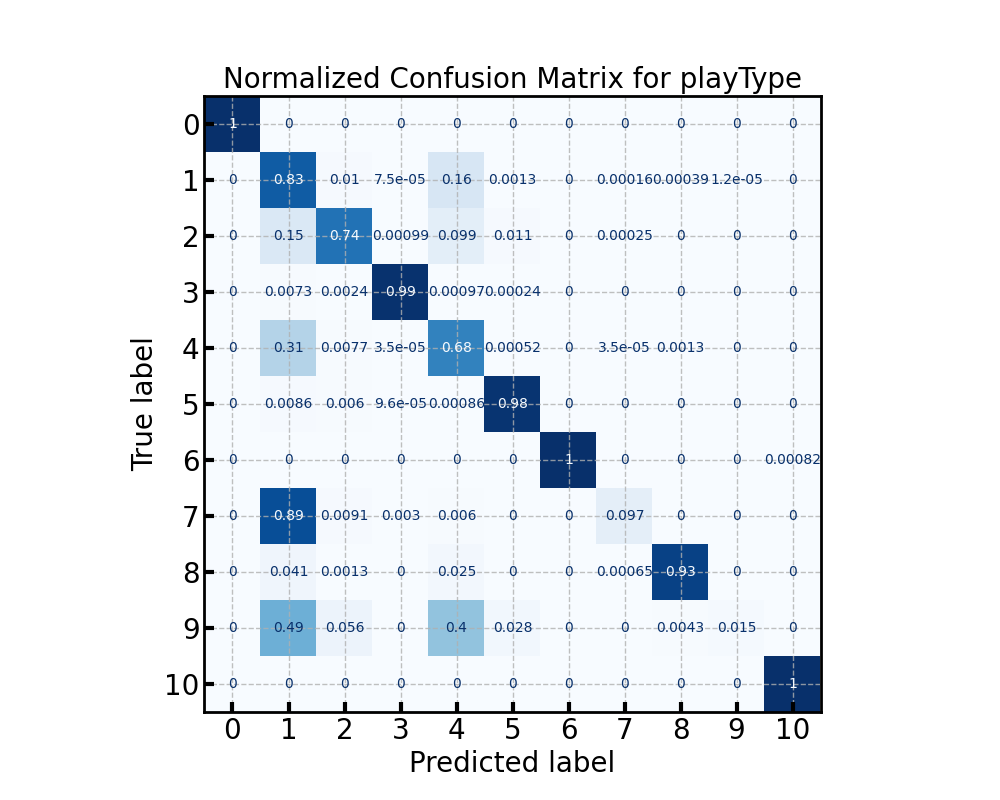 Normalized Confusion Matrix for playType
0 1 0 0 0 0 0 0 0 0 0 0
1 0 0.83 0.01 7.5e-05 0.16 0.0013 0 0.00016 0.00039 1.2e-05 0
2 0 0.15 0.74 0.00099 0.099 0.011 0 0.00025 0 0 0
3 0 0.0073 0.0024 0.99 0.00097 0.00024 0 0 0 0 0
4 0 0.31 0.0077 3.5e-05 0.68 0.00052 0 3.5e-05 0.0013 0 0
5 0 0.0086 0.006 9.6e-05 0.00086 0.98 0 0 0 0 0
6 0 0 0 0 0 0 1 0 0 0 0.00082
7 0 0.89 0.0091 0.003 0.006 0 0 0.097 0 0 0
8 0 0.041 0.0013 0 0.025 0 0 0.00065 0.93 0 0
9 0 0.49 0.056 0 0.4 0.028 0 0 0.0043 0.015 0
10 0 0 0 0 0 0 0 0 0 0 1
0 1 2 3 4 5 6 7 8 9 10
True label
Predicted label